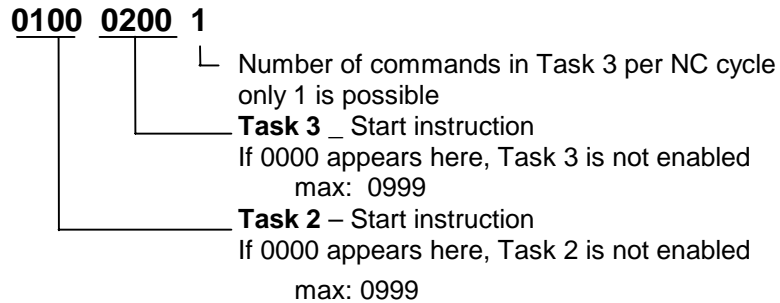 0100 0200 1
Number of commands in Task 3 per NC cycle
only 1 is possible
Task 3 _ Start instruction
If 0000 appears here, Task 3 is not enabled
max: 0999
Task 2 – Start instruction
If 0000 appears here, Task 2 is not enabled
max: 0999